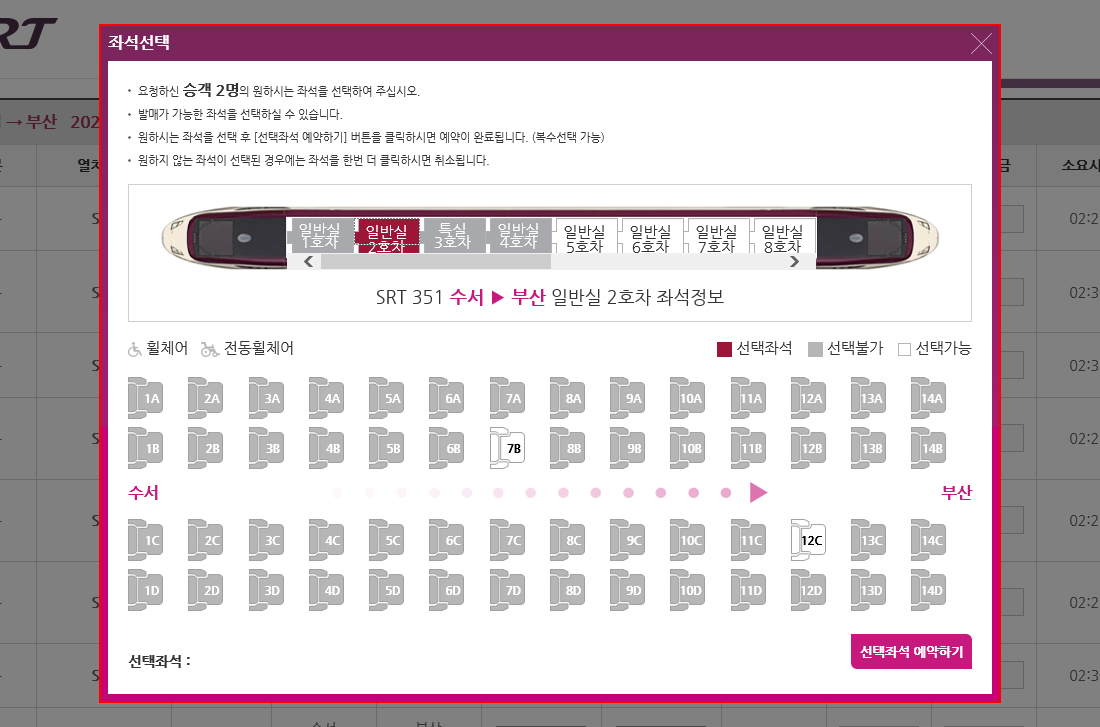 좌석선택
→ 부산 202
• 요청하신 승객 2명의 원하시는 좌석을 선택하여 주십시오.
• 발매가 가능한 좌석을 선택하실 수 있습니다.
• 원하시는 좌석을 선택 후 [선택좌석 예약하기] 버튼을 클릭하시면 예약이 완료됩니다. (복수선택 가능)
• 원하지 않는 좌석이 선택된 경우에는 좌석을 한번 더 클릭하시면 취소됩니다.
일반실 일반실 특실 일반실 일반실 일반실 일반실 일반실
1호차 2호차 3호차 4호차 5호차 6호차 7호차 8호차
SRT 351 수서 ▶ 부산 일반실 2호차 좌석정보
휠체어 전동휠체어 선택좌석 선택불가 선택가능
1A 2A 3A 4A 5A 6A 7A 8A 9A 10A 11A 12A 13A 14A
1B 2B 3B 4B 5B 6B 7B 8B 9B 10B 11B 12B 13B 14B
수서 부산
1C 2C 3C 4C 5C 6C 7C 8C 9C 10C 11C 12C 13C 14C
1D 2D 3D 4D 5D 6D 7D 8D 9D 10D 11D 12D 13D 14D
선택좌석 :
선택좌석 예약하기